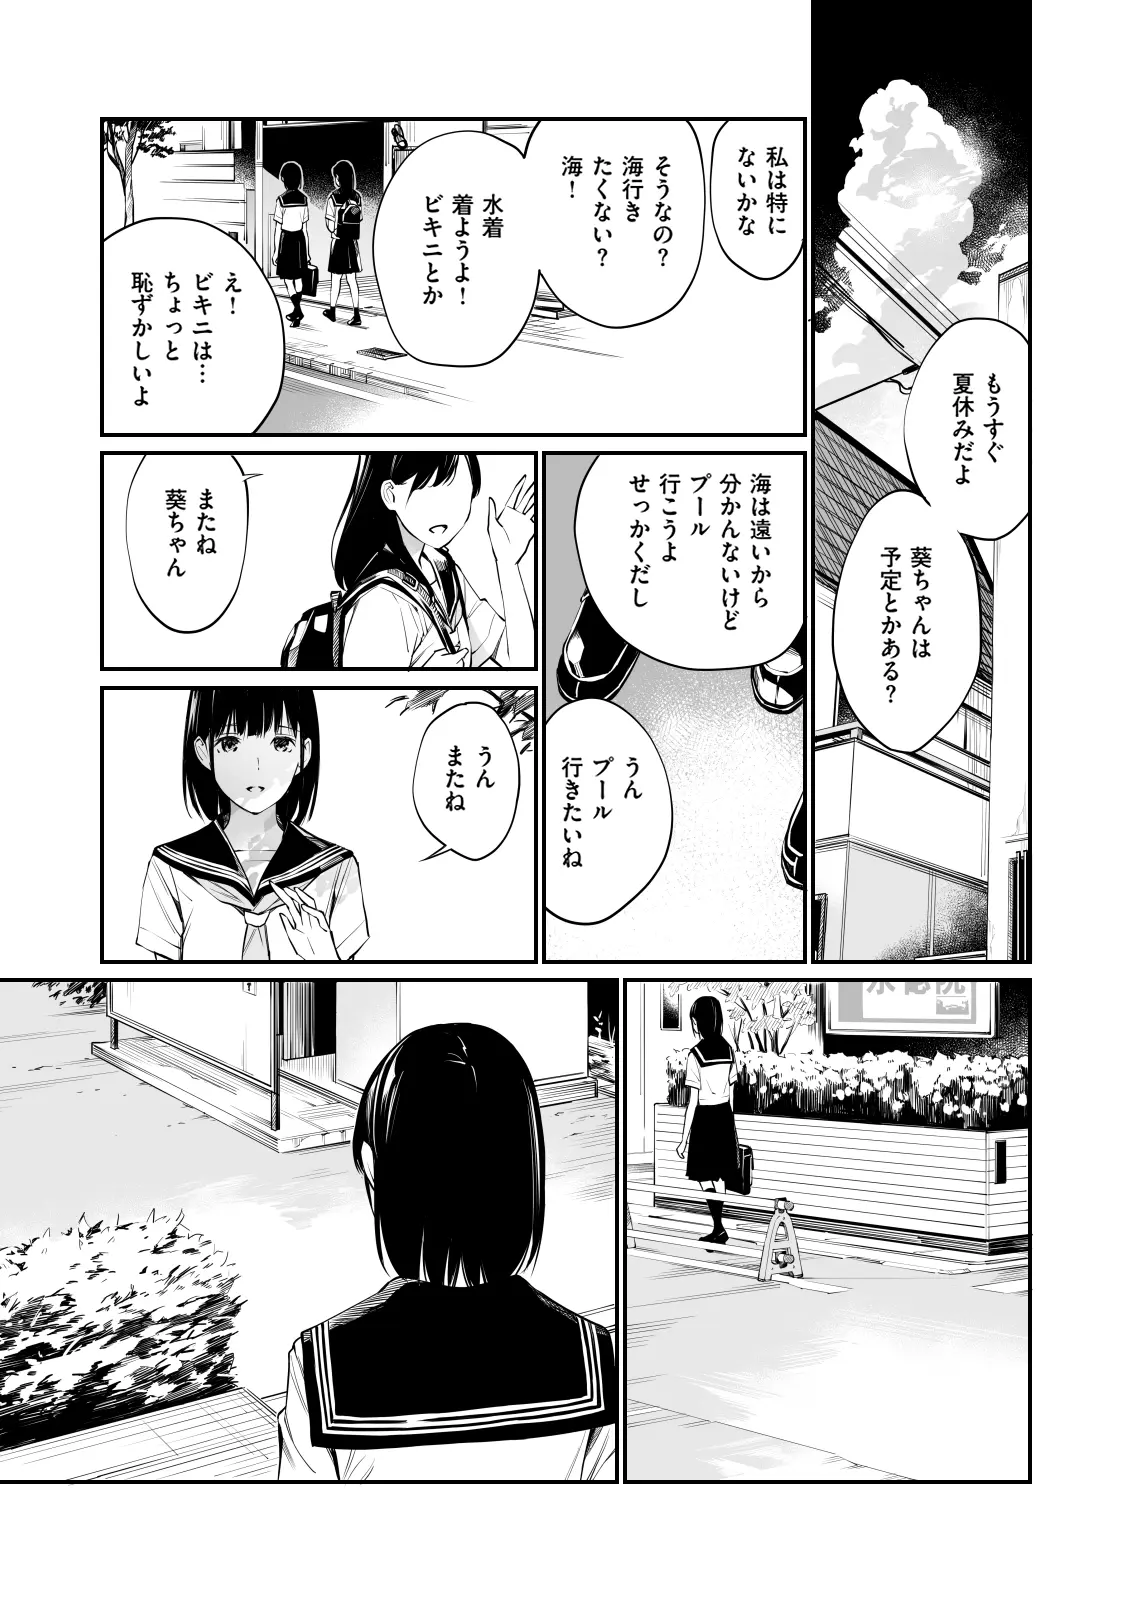 もうすぐ
夏休みだよ
葵ちゃんは
予定とかある？
私は特に
ないかな
そうなの？
海行き
たくない？
海！
水着
着ようよ！
ビキニとか
え！
ビキニは…
ちょっと
恥ずかしいよ
海は遠いから
分かんないけど
プール
行こうよ
せっかくだし
うん
プール
行きたいね
またね
葵ちゃん
うん
またね